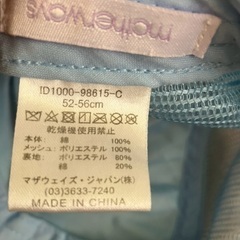 motherways
ID1000-98615-C
52-56cm
乾燥機使用不可
本体: 綿 100%
メッシュ: ポリエステル 100%
裏地: ポリエステル 80%
綿 20%
マザウェイズ・ジャパン(株)
(03)3633-7240
MADE IN CHINA